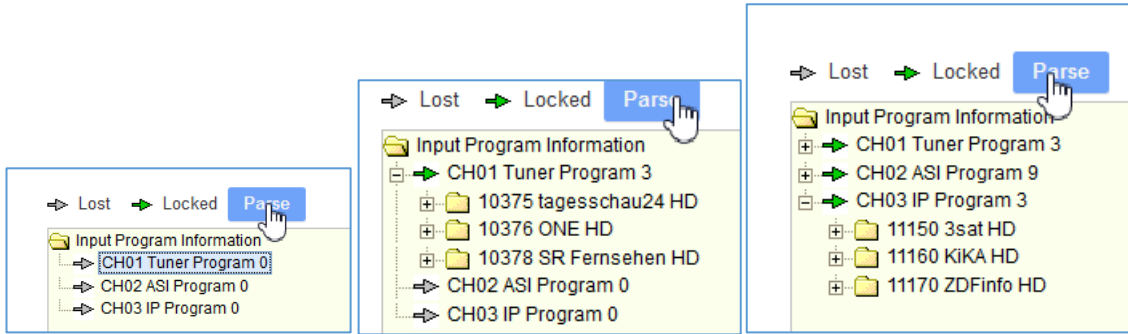 Lost Locked Parse
Input Program Information
CH01 Tuner Program 0
CH02 ASI Program 0
CH03 IP Program 0
Lost Locked Parse
Input Program Information
CH01 Tuner Program 3
10375 tagesschau24 HD
10376 ONE HD
10378 SR Fernsehen HD
CH02 ASI Program 0
CH03 IP Program 0
Lost Locked Parse
Input Program Information
CH01 Tuner Program 3
CH02 ASI Program 9
CH03 IP Program 3
11150 3sat HD
11160 KiKA HD
11170 ZDFinfo HD